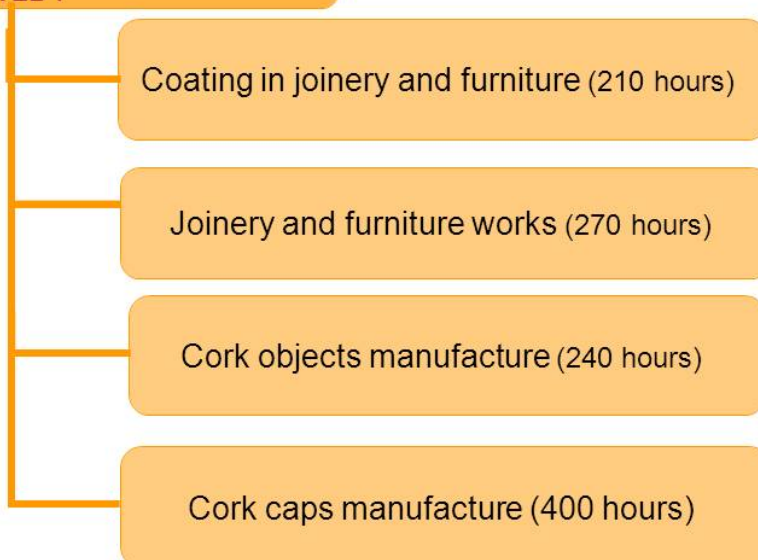 Coating in joinery and furniture (210 hours)
Joinery and furniture works (270 hours)
Cork objects manufacture (240 hours)
Cork caps manufacture (400 hours)